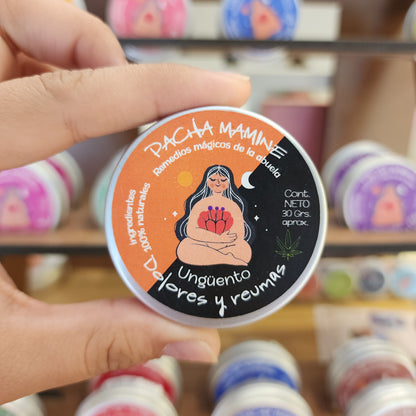 PACHA MAMINE
Remedios mágicos de la abuela
Ingredientes
100% naturales
Cont.
NETO
30 Grs.
aprox.
Ungüento
Dolores y reumas